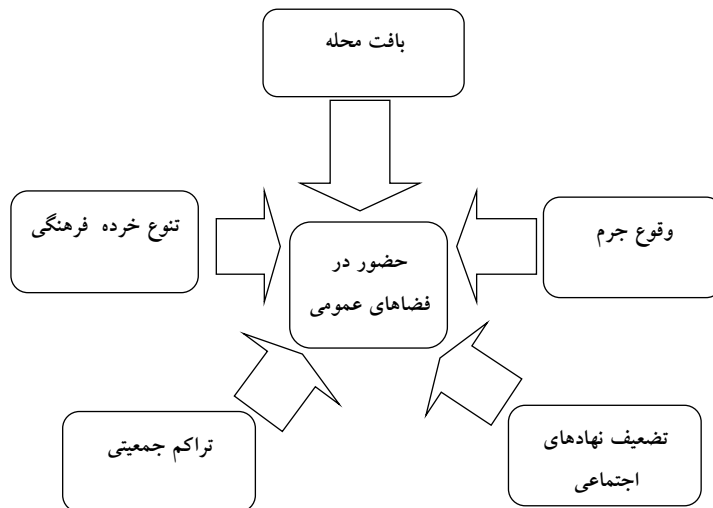 بافت محله
وقوع جرم
تنوع خرده فرهنگی
حضور در
فضاهای عمومی
تضعیف نهادهای
اجتماعی
تراکم جمعیتی